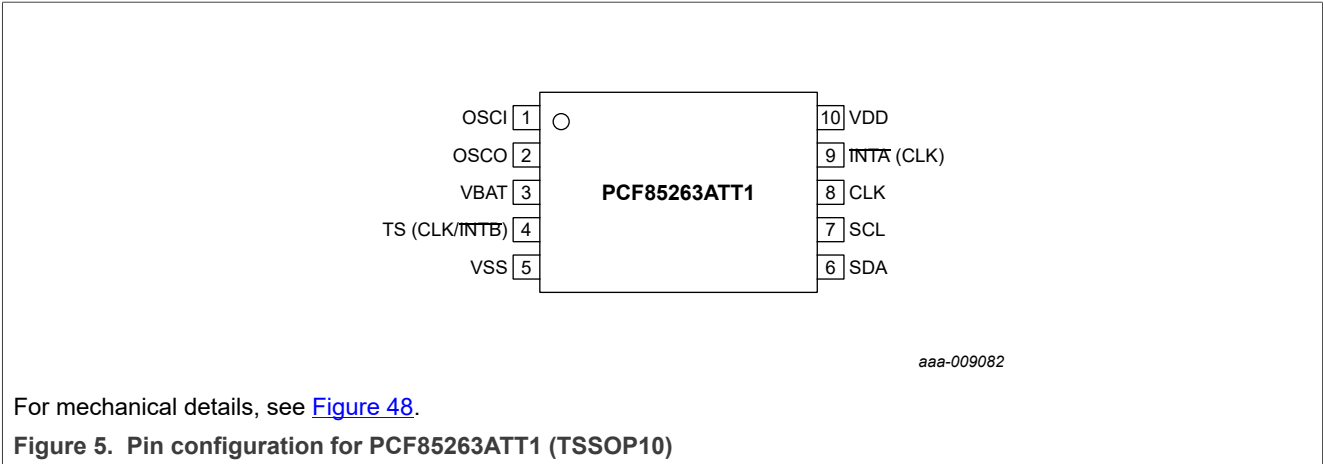 OSCI 1
OSCO 2
VBAT 3
TS (CLK/INTB) 4
VSS 5
PCF85263ATT1
10 VDD
9 INTA (CLK)
8 CLK
7 SCL
6 SDA
aaa-009082
For mechanical details, see Figure 48.
Figure 5. Pin configuration for PCF85263ATT1 (TSSOP10)